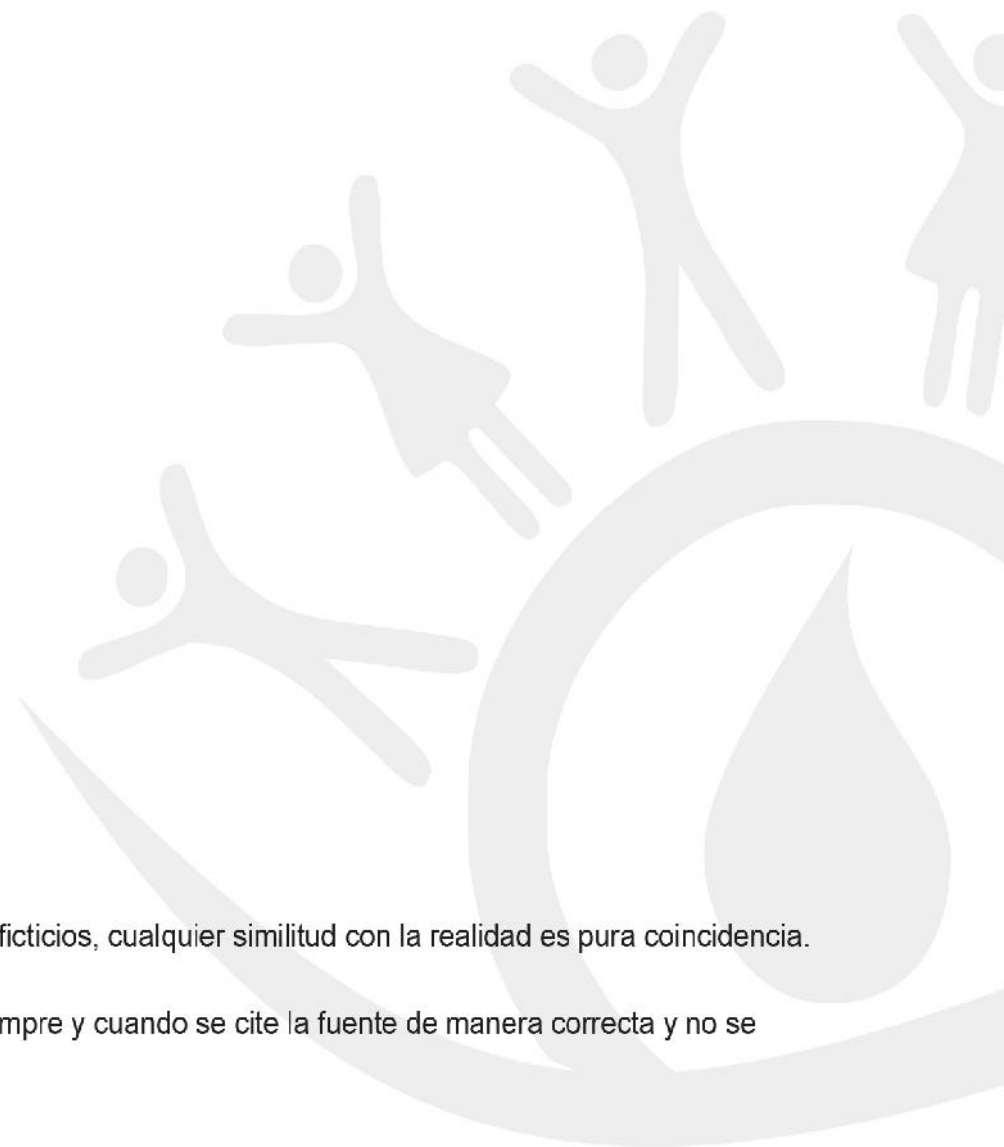 ficticios, cualquier similitud con la realidad es pura coincidencia.
mpre y cuando se cite la fuente de manera correcta y no se